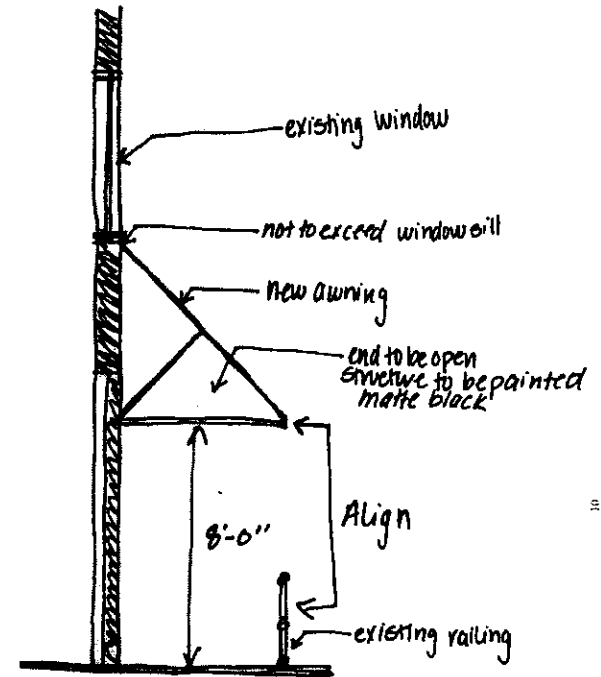 existing window
not to exceed window sill
new awning
end to be open
structure to be painted
matte black
8'-0"
Align
existing railing